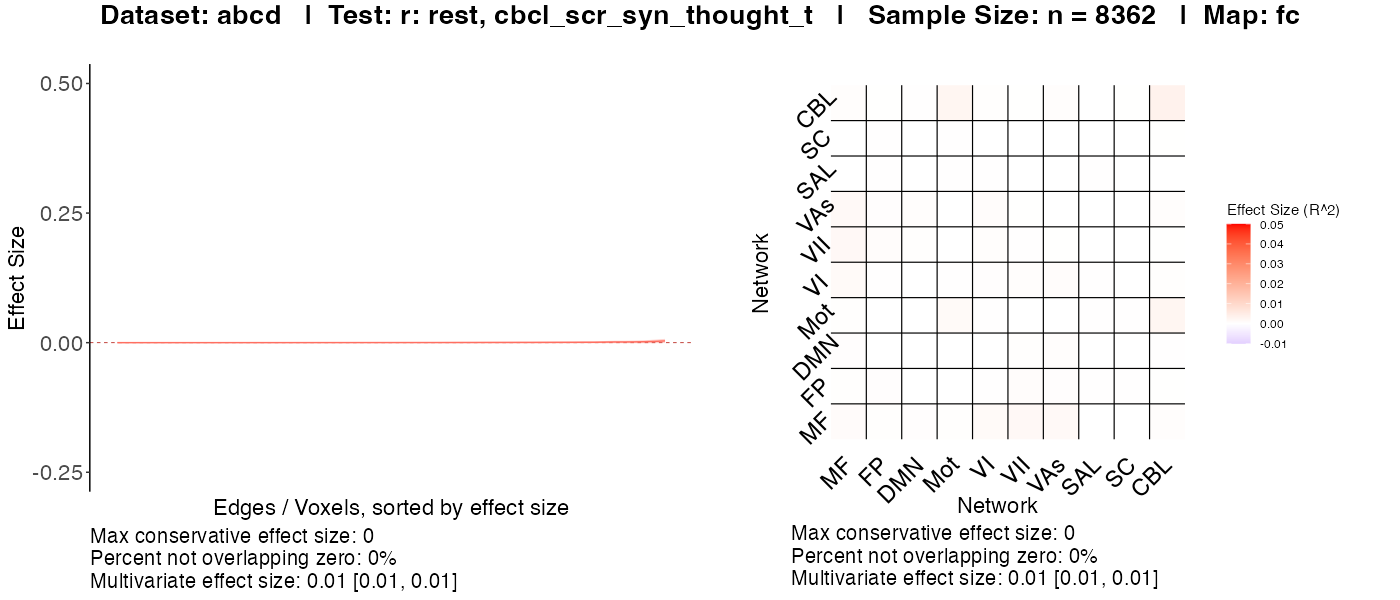 Dataset: abcd | Test: r: rest, cbcl_scr_syn_thought_t | Sample Size: n = 8362 | Map: fc
0.50
0.25
0.00
-0.25
Effect Size
Edges / Voxels, sorted by effect size
Max conservative effect size: 0
Percent not overlapping zero: 0%
Multivariate effect size: 0.01 [0.01, 0.01]
Network
CBL
SC
SAL
VAs
VII
VI
Mot
DMN
FP
MF
MF
FP
DMN
Mot
VI
VII
VAs
SAL
SC
CBL
Network
Max conservative effect size: 0
Percent not overlapping zero: 0%
Multivariate effect size: 0.01 [0.01, 0.01]
Effect Size (R^2)
0.05
0.04
0.03
0.02
0.01
0.00
-0.01